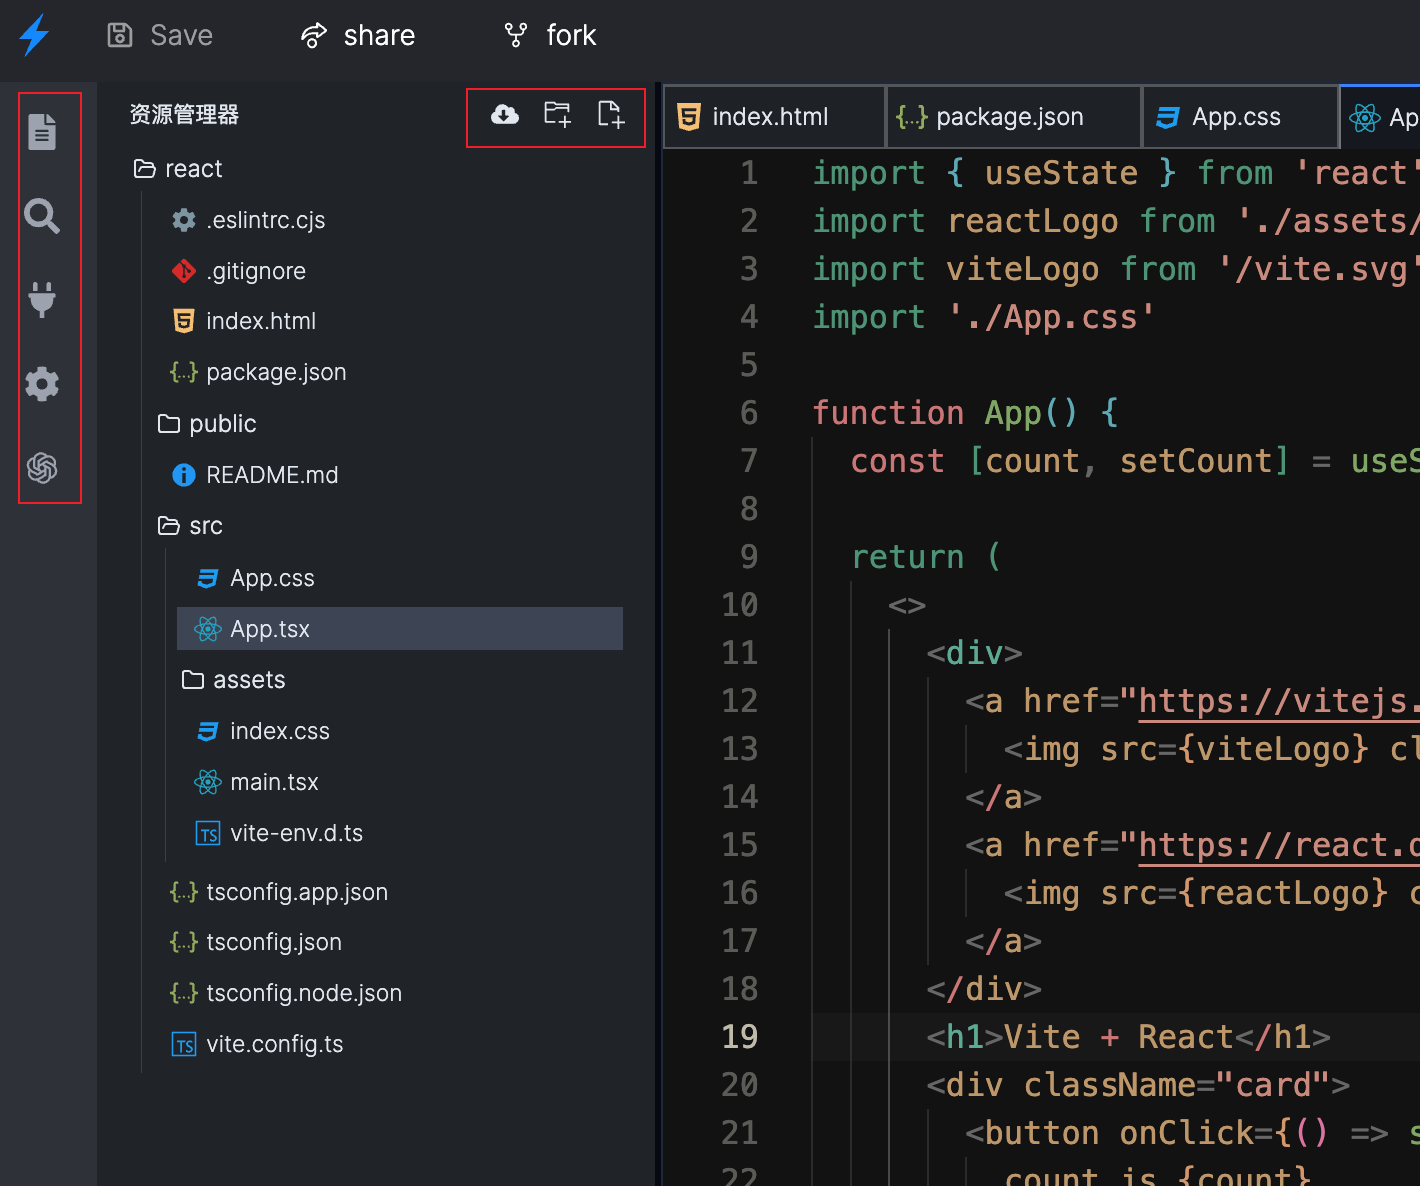 Save share fork
资源管理器
react
.eslintrc.cjs
.gitignore
index.html
{..} package.json
public
README.md
src
App.css
App.tsx
assets
index.css
main.tsx
TS vite-env.d.ts
{..} tsconfig.app.json
{..} tsconfig.json
{..} tsconfig.node.json
TS vite.config.ts
index.html {..} package.json App.css Ap
1 import { useState } from 'react'
2 import reactLogo from './assets/
3 import viteLogo from '/vite.svg'
4 import './App.css'
5
6 function App() {
7 const [count, setCount] = useS
8
9 return (
10 <>
11 <div>
12 <a href="https://vitejs.
13 <img src={viteLogo} cl
14 </a>
15 <a href="https://react.d
16 <img src={reactLogo} c
17 </a>
18 </div>
19 <h1>Vite + React</h1>
20 <div className="card">
21 <button onClick={() => s
22 count is {count}